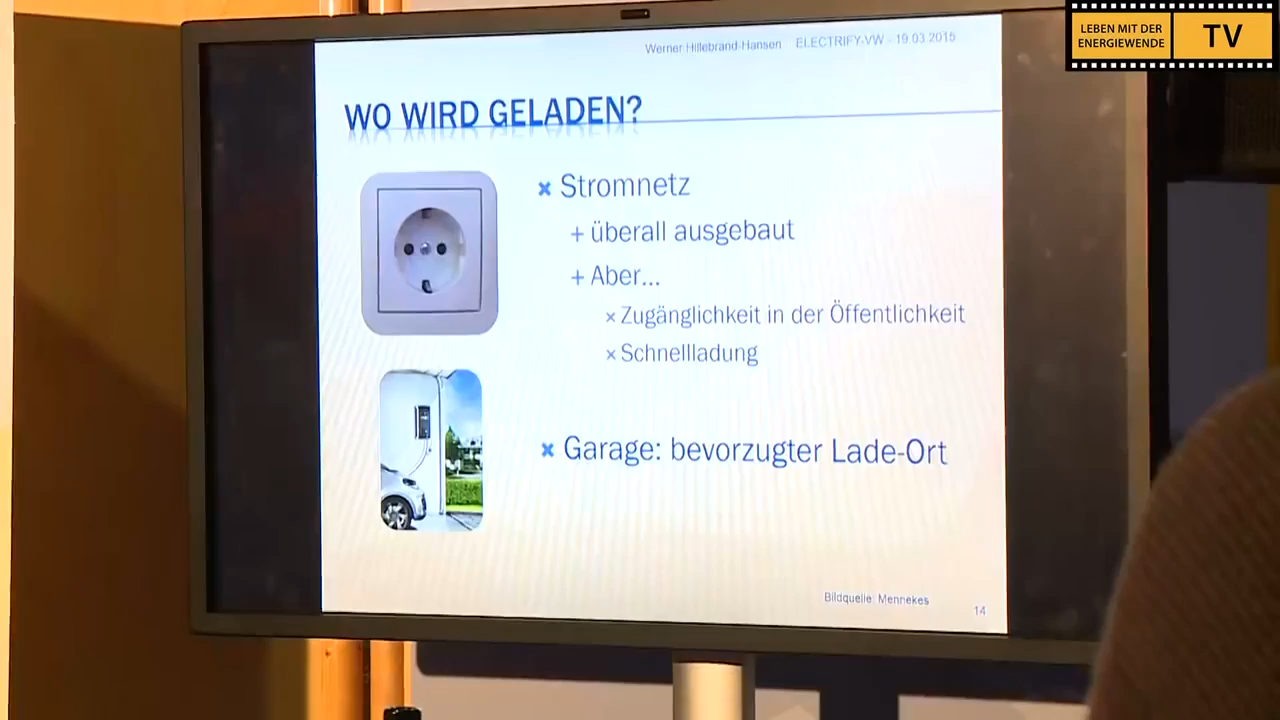 LEBEN MIT DER
ENERGIEWENDE
TV
Werner Hillebrand-Hansen ELECTRIFY-VW - 19.03.2015
WO WIRD GELADEN?
Stromnetz
+ überall ausgebaut
+ Aber...
× Zugänglichkeit in der Öffentlichkeit
× Schnellladung
× Garage: bevorzugter Lade-Ort
Bildquelle: Mennekes
14